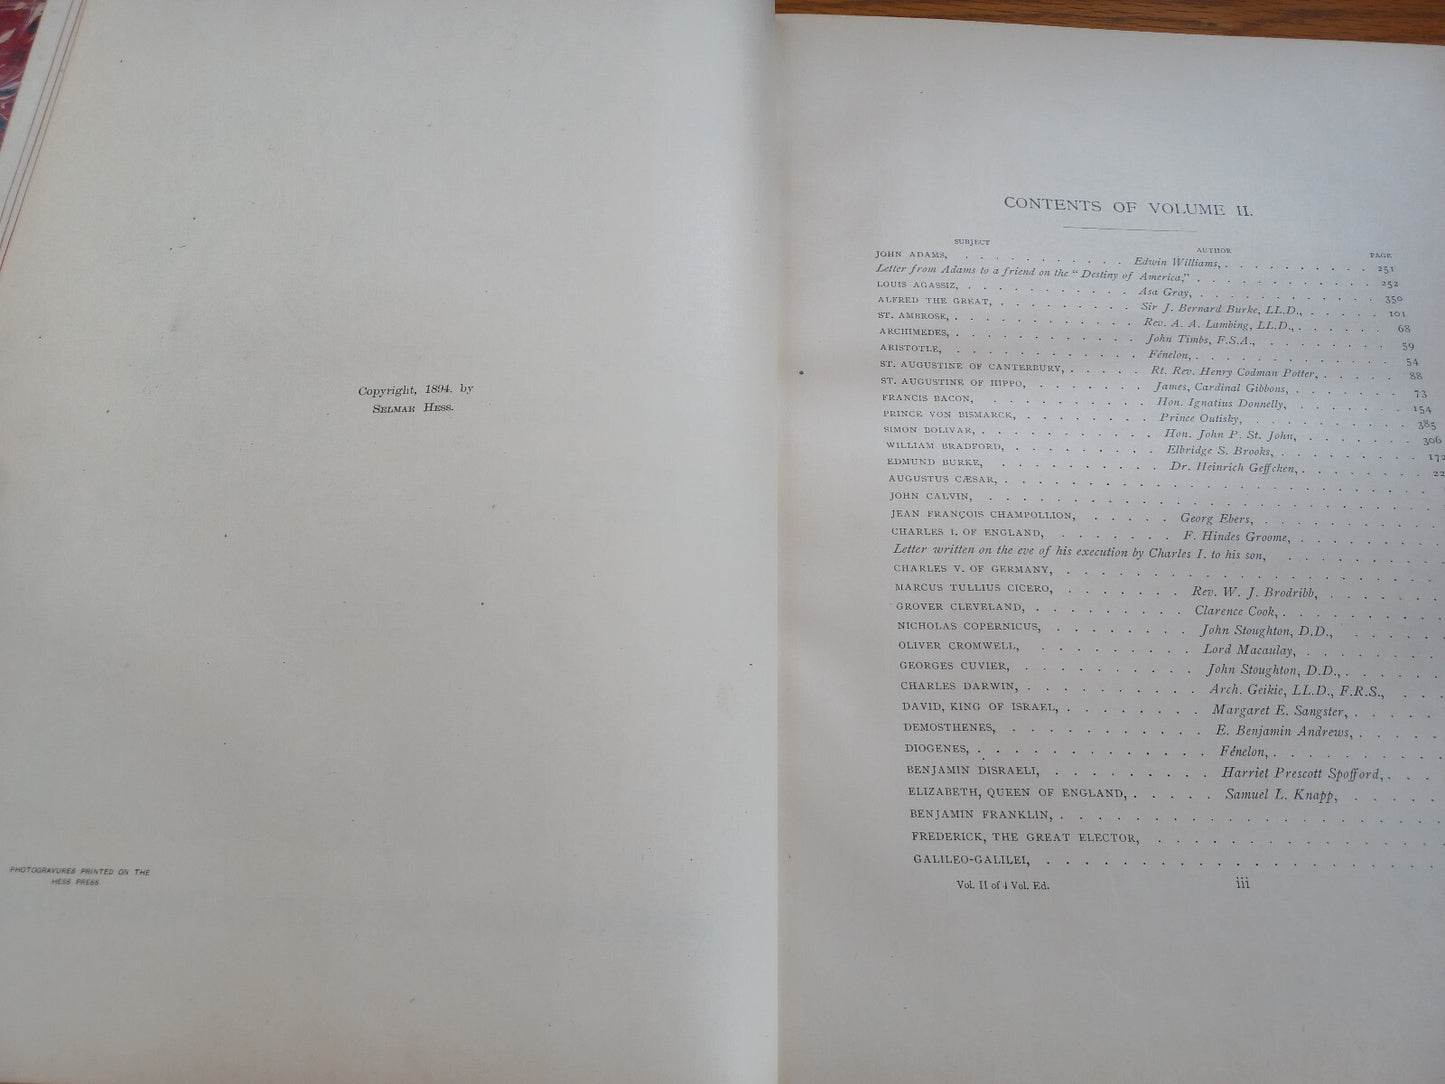 Copyright, 1894, by
SELMAR HESS.
PHOTOGRAVURES PRINTED ON THE
HESS PRESS
CONTENTS OF VOLUME II.
SUBJECT AUTHOR PAGE
JOHN ADAMS, Edwin Williams, 251
Letter from Adams to a friend on the "Destiny of America," 252
LOUIS AGASSIZ, Asa Gray, 350
ALFRED THE GREAT, Sir J. Bernard Burke, LL.D., 101
ST. AMBROSE, Rev. A. A. Lambing, LL.D., 68
ARCHIMEDES, John Timbs, F.S.A., 59
ARISTOTLE, Fénelon, 54
ST. AUGUSTINE OF CANTERBURY, Rt. Rev. Henry Codman Potter, 88
ST. AUGUSTINE OF HIPPO, James, Cardinal Gibbons, 73
FRANCIS BACON, Hon. Ignatius Donnelly, 154
PRINCE VON BISMARCK, Prince Outisky, 385
SIMON BOLIVAR, Hon. John P. St. John, 306
WILLIAM BRADFORD, Elbridge S. Brooks, 172
EDMUND BURKE, Dr. Heinrich Geffcken, 22
AUGUSTUS CÆSAR,
JOHN CALVIN,
JEAN FRANÇOIS CHAMPOLLION, Georg Ebers,
CHARLES I. OF ENGLAND, F. Hindes Groome,
Letter written on the eve of his execution by Charles I. to his son,
CHARLES V. OF GERMANY,
MARCUS TULLIUS CICERO, Rev. W. J. Brodribb,
GROVER CLEVELAND, Clarence Cook,
NICHOLAS COPERNICUS, John Stoughton, D.D.,
OLIVER CROMWELL, Lord Macaulay,
GEORGES CUVIER, John Stoughton, D.D.,
CHARLES DARWIN, Arch. Geikie, LL.D., F.R.S.,
DAVID, KING OF ISRAEL, Margaret E. Sangster,
DEMOSTHENES, E. Benjamin Andrews,
DIOGENES, Fénelon,
BENJAMIN DISRAELI, Harriet Prescott Spofford,
ELIZABETH, QUEEN OF ENGLAND, Samuel L. Knapp,
BENJAMIN FRANKLIN,
FREDERICK, THE GREAT ELECTOR,
GALILEO-GALILEI,
Vol. II of 4 Vol. Ed. iii